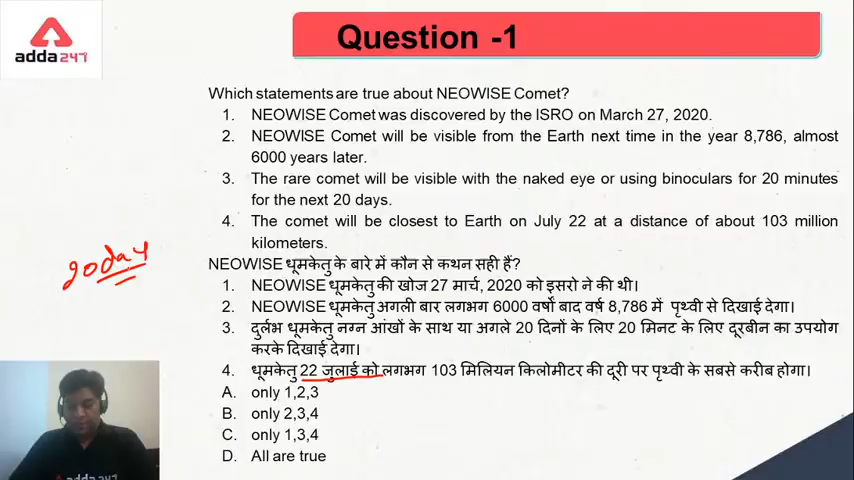 Question -1
adda247
Which statements are true about NEOWISE Comet?
1. NEOWISE Comet was discovered by the ISRO on March 27, 2020.
2. NEOWISE Comet will be visible from the Earth next time in the year 8,786, almost
6000 years later.
3. The rare comet will be visible with the naked eye or using binoculars for 20 minutes
for the next 20 days.
4. The comet will be closest to Earth on July 22 at a distance of about 103 million
kilometers.
20day
NEOWISE धूमकेतु के बारे में कौन से कथन सही हैं?
1. NEOWISE धूमकेतु की खोज 27 मार्च, 2020 को इसरो ने की थी।
2. NEOWISE धूमकेतु अगली बार लगभग 6000 वर्षों बाद वर्ष 8,786 में पृथ्वी से दिखाई देगा।
3. दुर्लभ धूमकेतु नग्न आंखों के साथ या अगले 20 दिनों के लिए 20 मिनट के लिए दूरबीन का उपयोग
करके दिखाई देगा।
4. धूमकेतु 22 जुलाई को लगभग 103 मिलियन किलोमीटर की दूरी पर पृथ्वी के सबसे करीब होगा।
A. only 1,2,3
B. only 2,3,4
C. only 1,3,4
D. All are true
adda247